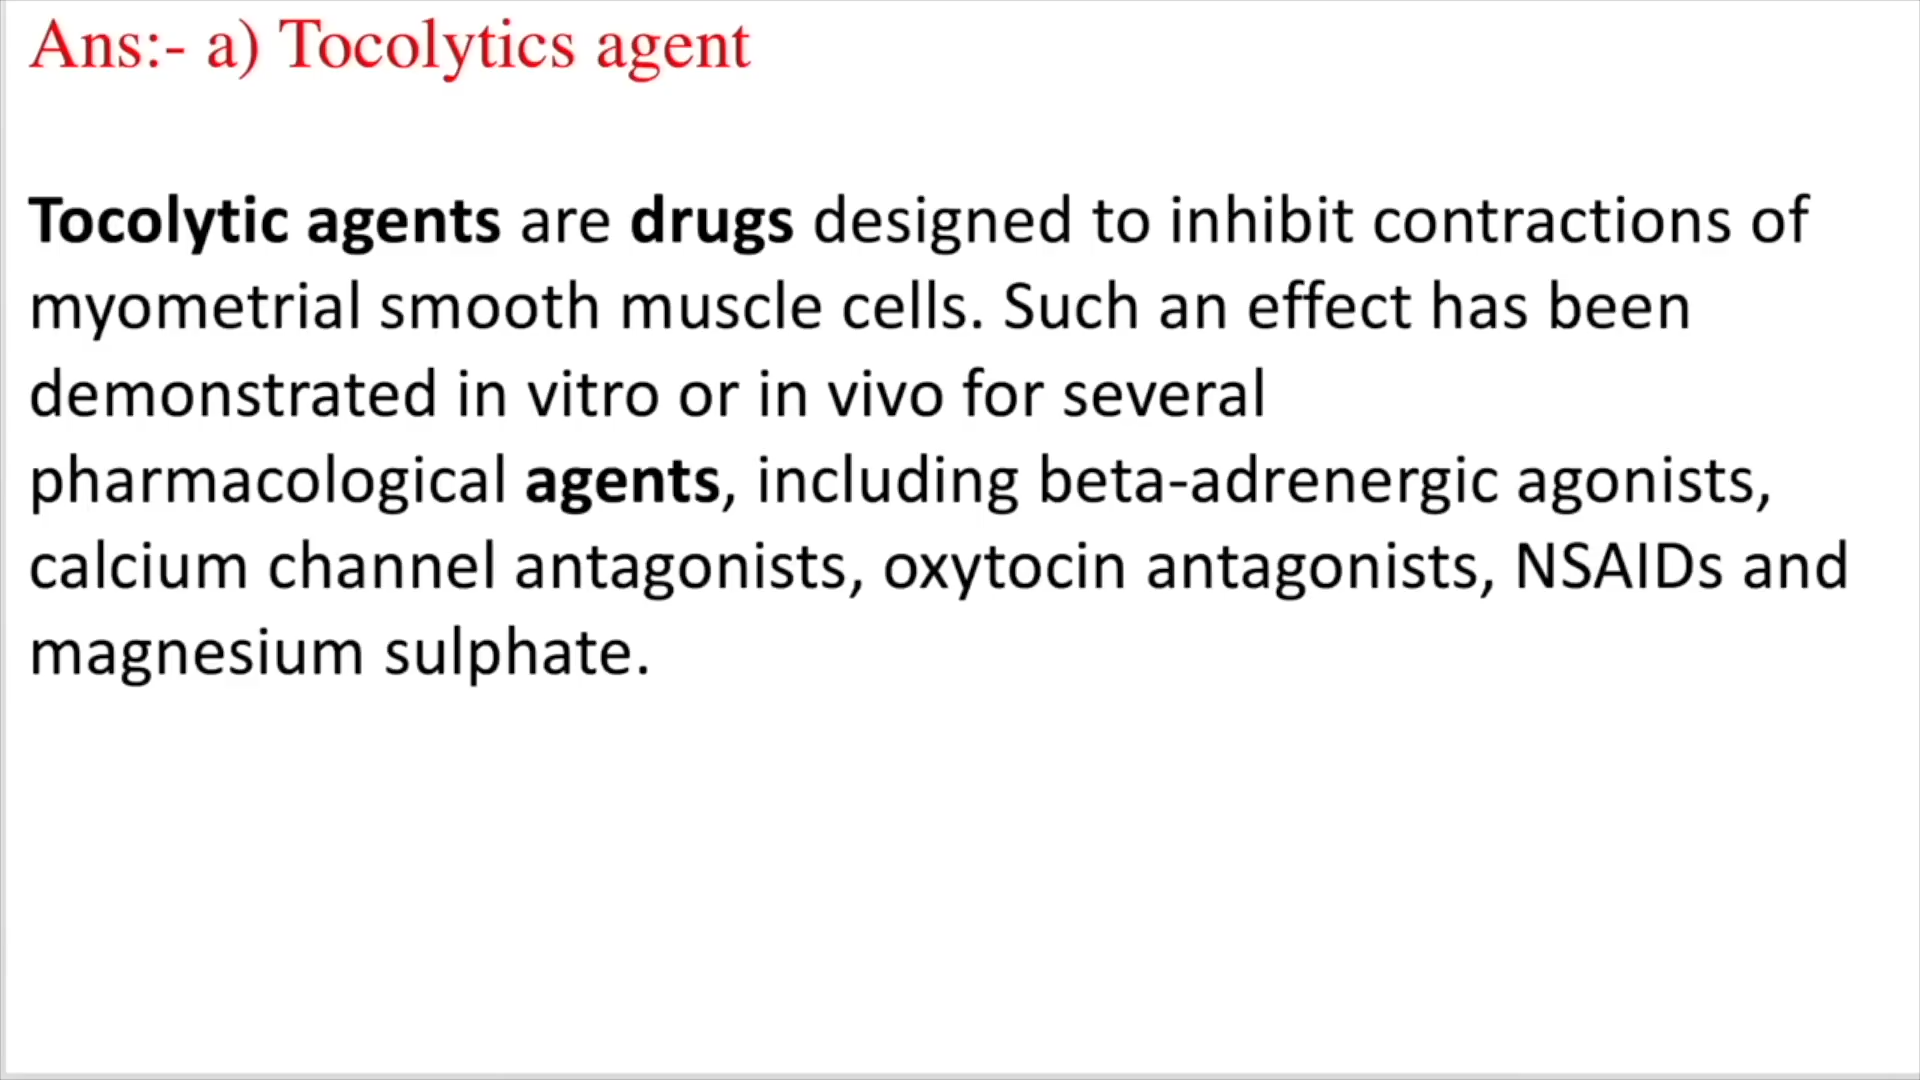 Ans:- a) Tocolytics agent
Tocolytic agents are drugs designed to inhibit contractions of
myometrial smooth muscle cells. Such an effect has been
demonstrated in vitro or in vivo for several
pharmacological agents, including beta-adrenergic agonists,
calcium channel antagonists, oxytocin antagonists, NSAIDs and
magnesium sulphate.